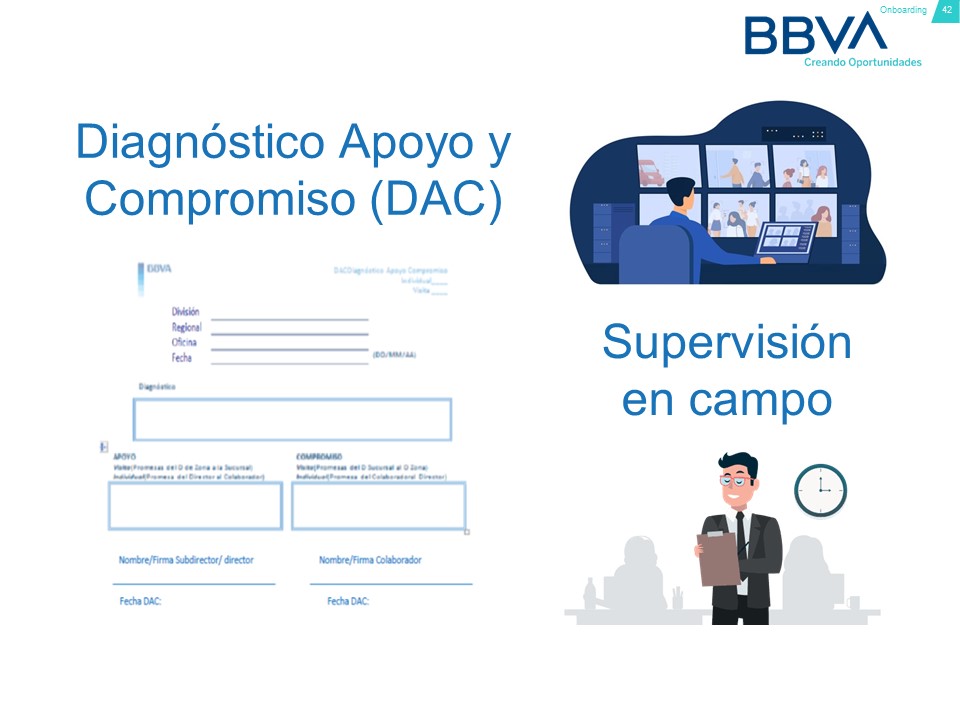 Onboarding 42
BBVA
Creando Oportunidades
Diagnóstico Apoyo y
Compromiso (DAC)
BBVA
DACDiagnóstico Apoyo Compromiso
Individual____
Visita ____
División
Regional
Oficina
Fecha (DD/MM/AA)
Diagnóstico
APOYO
Visita(Promesas del D de Zona a la Sucursal)
Individual(Promesa del Director al Colaborador)
COMPROMISO
Visita(Promesas del D Sucursal al D Zona)
Individual(Promesa del Colaboradoral Director)
Nombre/Firma Subdirector/ director
Nombre/Firma Colaborador
Fecha DAC:
Fecha DAC:
Supervisión
en campo